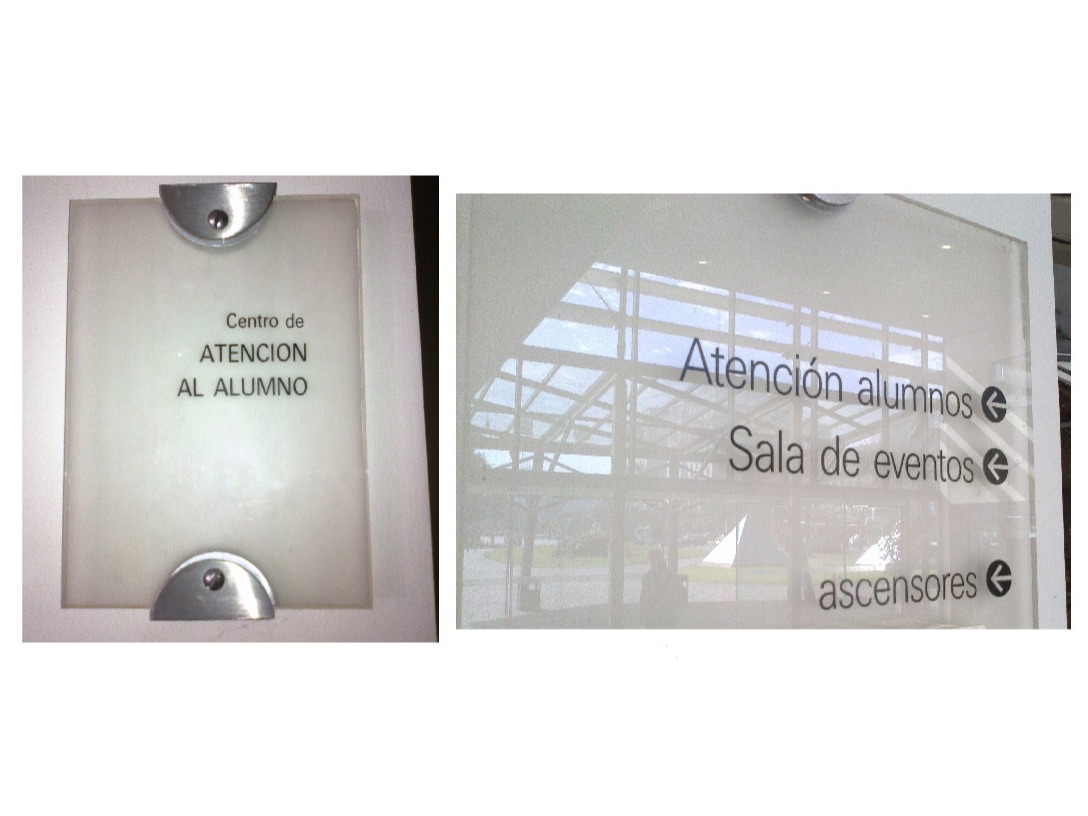 Centro de
ATENCION
AL ALUMNO
Atención alumnos
Sala de eventos
ascensores